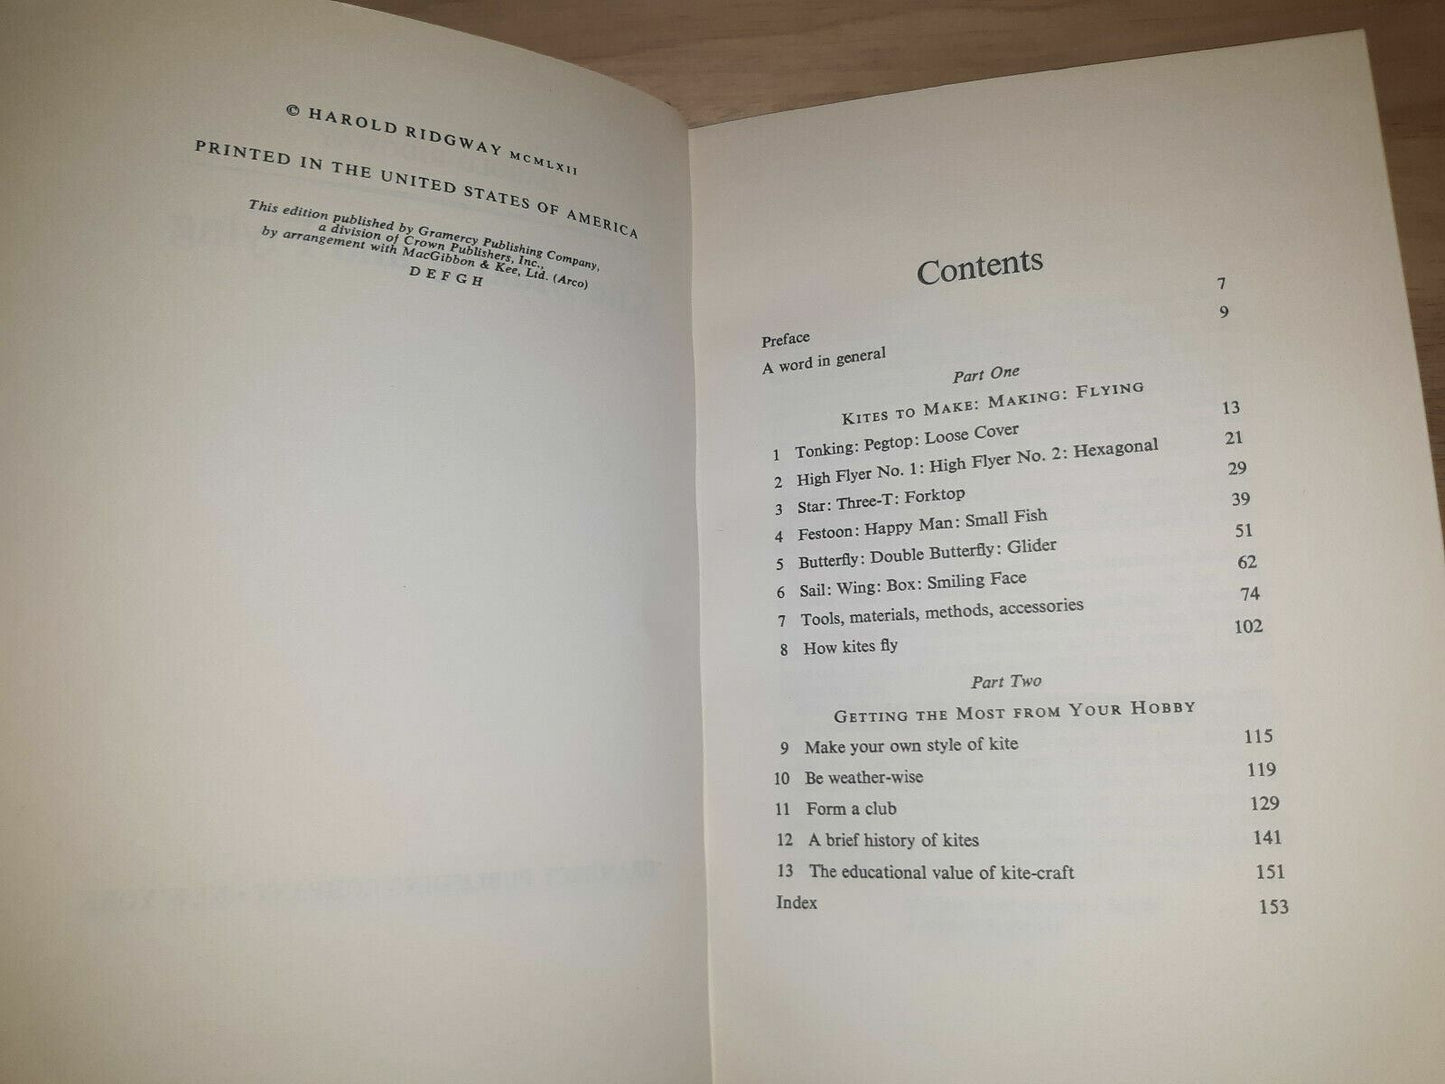 © HAROLD RIDGWAY MCMLXII
PRINTED IN THE UNITED STATES OF AMERICA
This edition published by Gramercy Publishing Company,
a division of Crown Publishers, Inc.,
by arrangement with MacGibbon & Kee, Ltd. (Arco)
D E F G H
Contents
Preface 7
A word in general 9
Part One
KITES TO MAKE: MAKING: FLYING
1 Tonking: Pegtop: Loose Cover 13
2 High Flyer No. 1: High Flyer No. 2: Hexagonal 21
3 Star: Three-T: Forktop 29
4 Festoon: Happy Man: Small Fish 39
5 Butterfly: Double Butterfly: Glider 51
6 Sail: Wing: Box: Smiling Face 62
7 Tools, materials, methods, accessories 74
8 How kites fly 102
Part Two
GETTING THE MOST FROM YOUR HOBBY
9 Make your own style of kite 115
10 Be weather-wise 119
11 Form a club 129
12 A brief history of kites 141
13 The educational value of kite-craft 151
Index 153